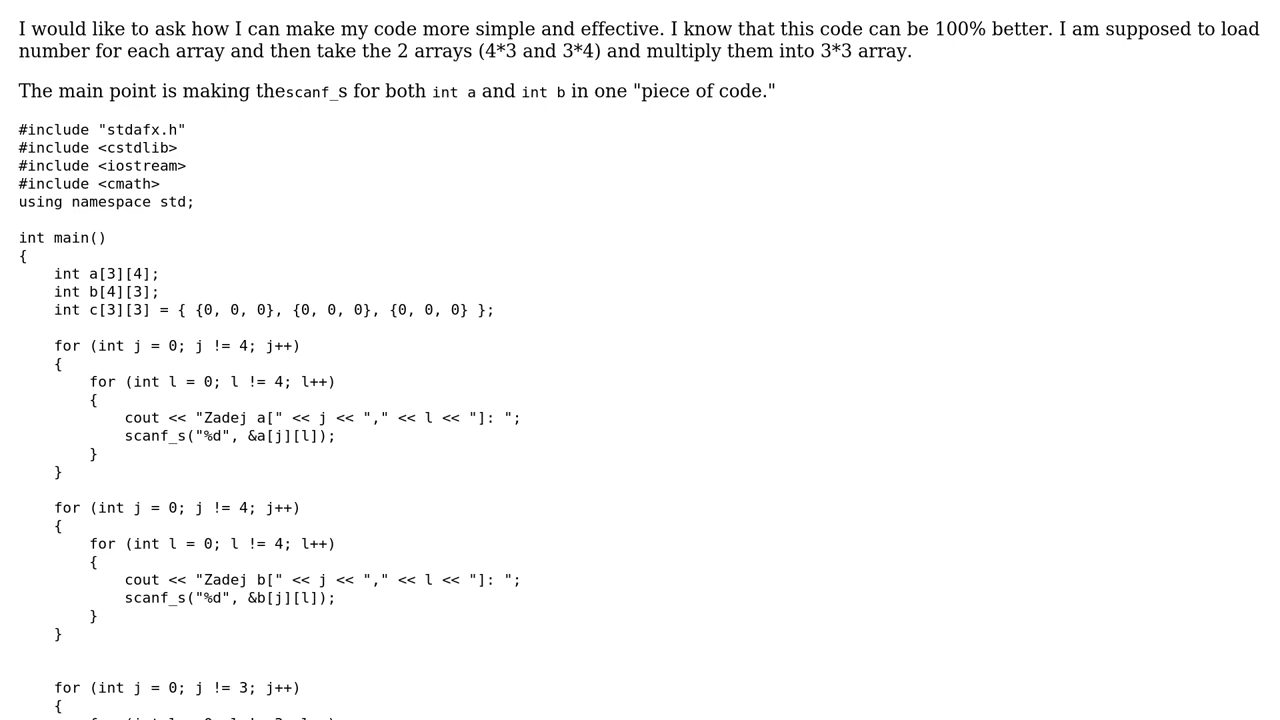 I would like to ask how I can make my code more simple and effective. I know that this code can be 100% better. I am supposed to load
number for each array and then take the 2 arrays (4*3 and 3*4) and multiply them into 3*3 array.

The main point is making thescanf_s for both int a and int b in one "piece of code."

#include "stdafx.h"
#include <cstdlib>
#include <iostream>
#include <cmath>
using namespace std;

int main()
{
    int a[3][4];
    int b[4][3];
    int c[3][3] = { {0, 0, 0}, {0, 0, 0}, {0, 0, 0} };

    for (int j = 0; j != 4; j++)
    {
        for (int l = 0; l != 4; l++)
        {
            cout << "Zadej a[" << j << "," << l << "]: ";
            scanf_s("%d", &a[j][l]);
        }
    }

    for (int j = 0; j != 4; j++)
    {
        for (int l = 0; l != 4; l++)
        {
            cout << "Zadej b[" << j << "," << l << "]: ";
            scanf_s("%d", &b[j][l]);
        }
    }


    for (int j = 0; j != 3; j++)
    {